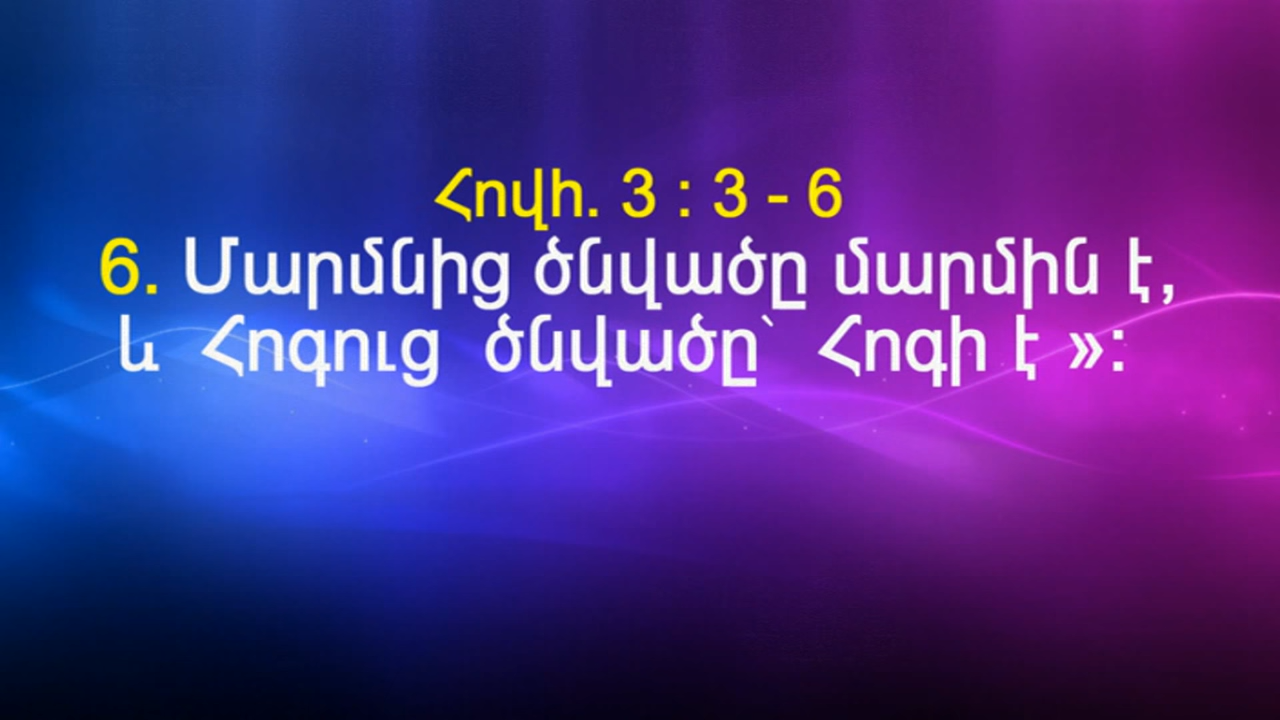 Հովհ. 3 : 3 - 6
6. Մարմնից ծնվածը մարմին է,
և Հոգուց ծնվածը՝ Հոգի է »: